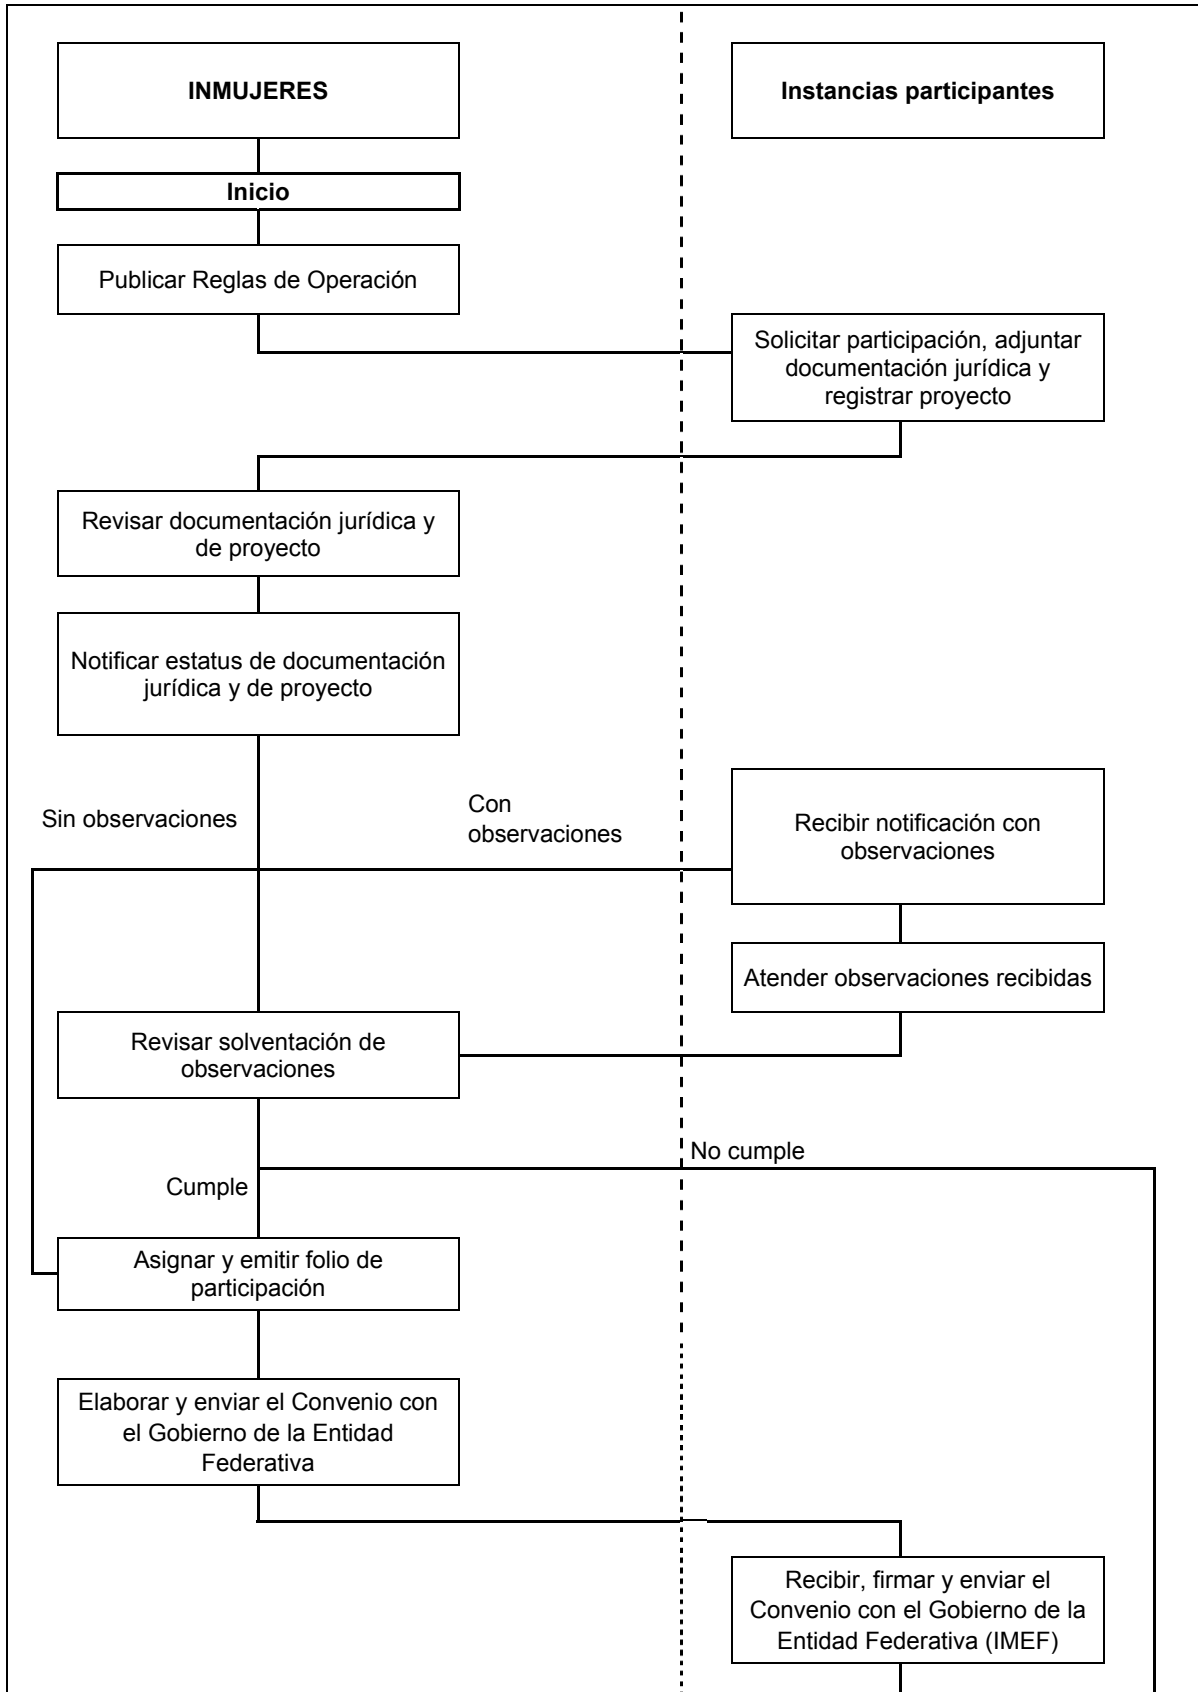 INMUJERES
Instancias participantes
Inicio
Publicar Reglas de Operación
Solicitar participación, adjuntar
documentación jurídica y
registrar proyecto
Revisar documentación jurídica y
de proyecto
Notificar estatus de documentación
jurídica y de proyecto
Sin observaciones
Con
observaciones
Recibir notificación con
observaciones
Atender observaciones recibidas
Revisar solventación de
observaciones
No cumple
Cumple
Asignar y emitir folio de
participación
Elaborar y enviar el Convenio con
el Gobierno de la Entidad
Federativa
Recibir, firmar y enviar el
Convenio con el Gobierno de la
Entidad Federativa (IMEF)